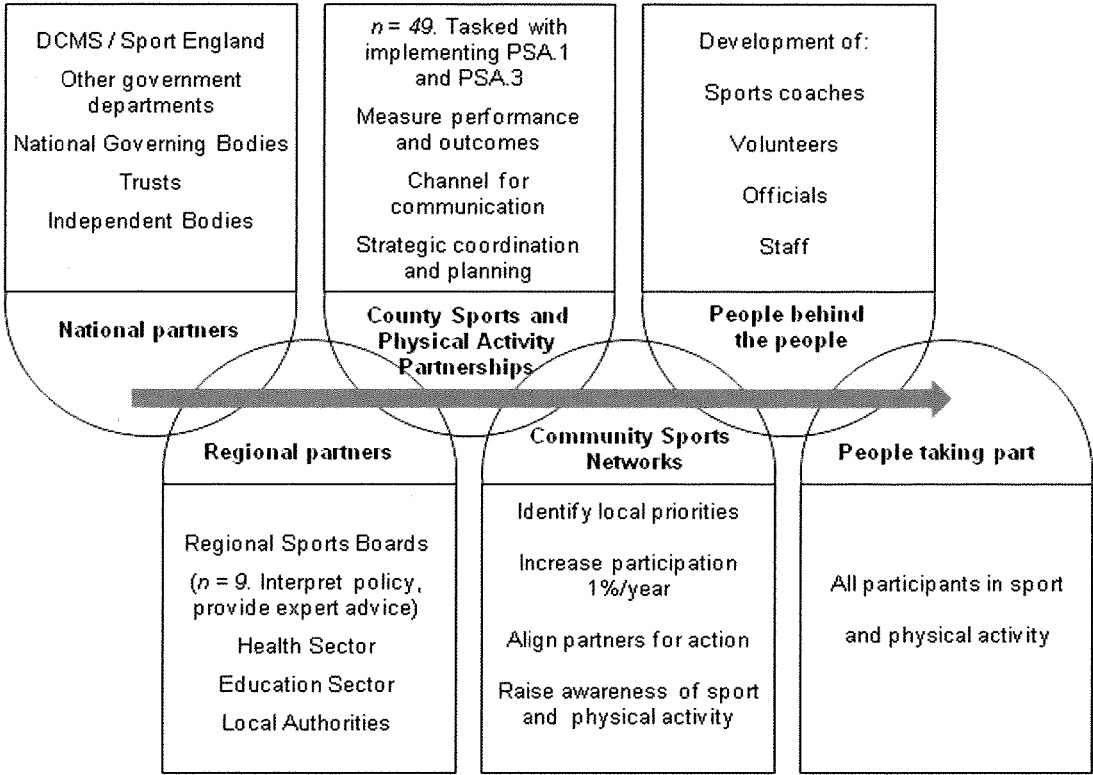 DCMS / Sport England
Other government
departments
National Governing Bodies
Trusts
Independent Bodies
National partners
n = 49. Tasked with
implementing PSA.1
and PSA.3
Measure performance
and outcomes
Channel for
communication
Strategic coordination
and planning
County Sports and
Physical Activity
Partnerships
Development of:
Sports coaches
Volunteers
Officials
Staff
People behind
the people
Regional partners
Regional Sports Boards
(n = 9. Interpret policy,
provide expert advice)
Health Sector
Education Sector
Local Authorities
Community Sports
Networks
Identify local priorities
Increase participation
1%/year
Align partners for action
Raise awareness of sport
and physical activity
People taking part
All participants in sport
and physical activity